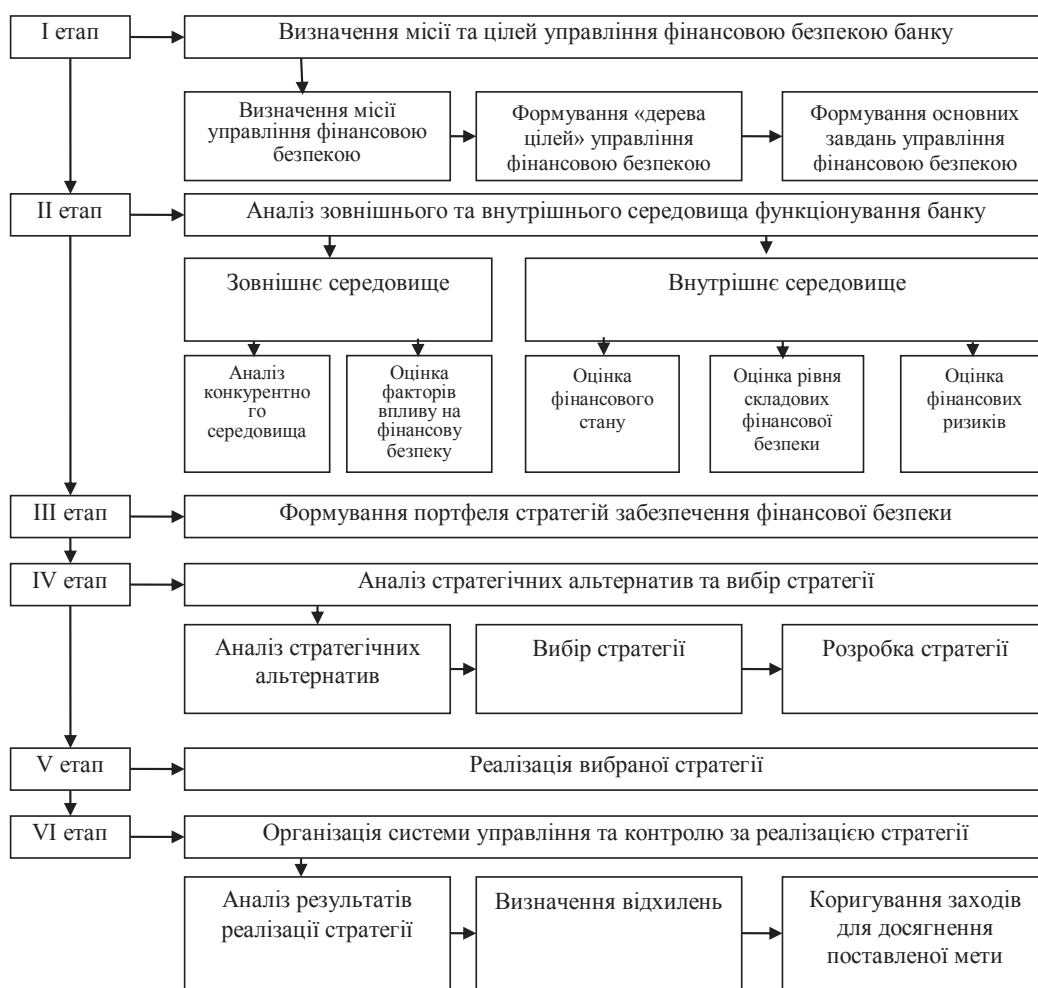 І етап
Визначення місії та цілей управління фінансовою безпекою банку
Визначення місії
управління фінансовою
безпекою
Формування «дерева
цілей» управління
фінансовою безпекою
Формування основних
завдань управління
фінансовою безпекою
ІІ етап
Аналіз зовнішнього та внутрішнього середовища функціонування банку
Зовнішнє середовище
Внутрішнє середовище
Аналіз
конкурентно
го
середовища
Оцінка
факторів
впливу на
фінансову
безпеку
Оцінка
фінансового
стану
Оцінка рівня
складових
фінансової
безпеки
Оцінка
фінансових
ризиків
ІІІ етап
Формування портфеля стратегій забезпечення фінансової безпеки
IV етап
Аналіз стратегічних альтернатив та вибір стратегії
Аналіз стратегічних
альтернатив
Вибір стратегії
Розробка стратегії
V етап
Реалізація вибраної стратегії
VI етап
Організація системи управління та контролю за реалізацією стратегії
Аналіз результатів
реалізації стратегії
Визначення відхилень
Коригування заходів
для досягнення
поставленої мети